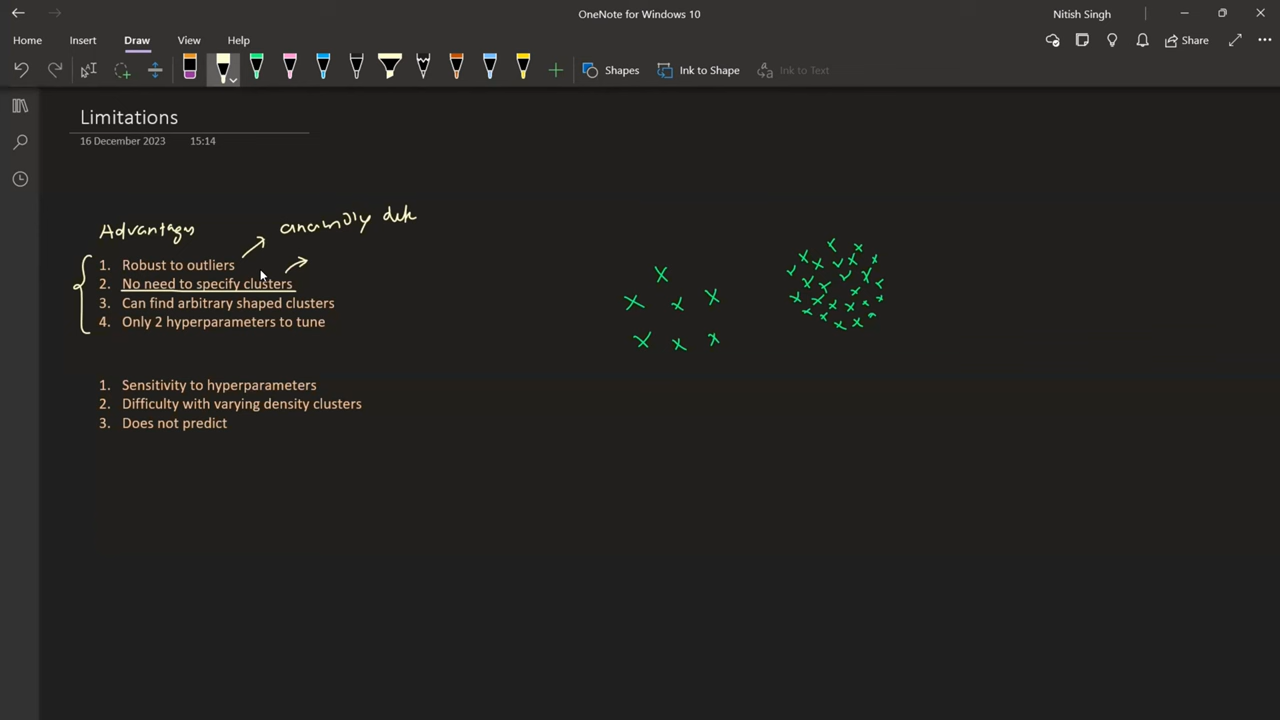 OneNote for Windows 10
Nitish Singh
Home Insert Draw View Help
Share
Shapes
Ink to Shape
Ink to Text
Limitations
16 December 2023 15:14
Advantages
1. Robust to outliers
2. No need to specify clusters
3. Can find arbitrary shaped clusters
4. Only 2 hyperparameters to tune
1. Sensitivity to hyperparameters
2. Difficulty with varying density clusters
3. Does not predict